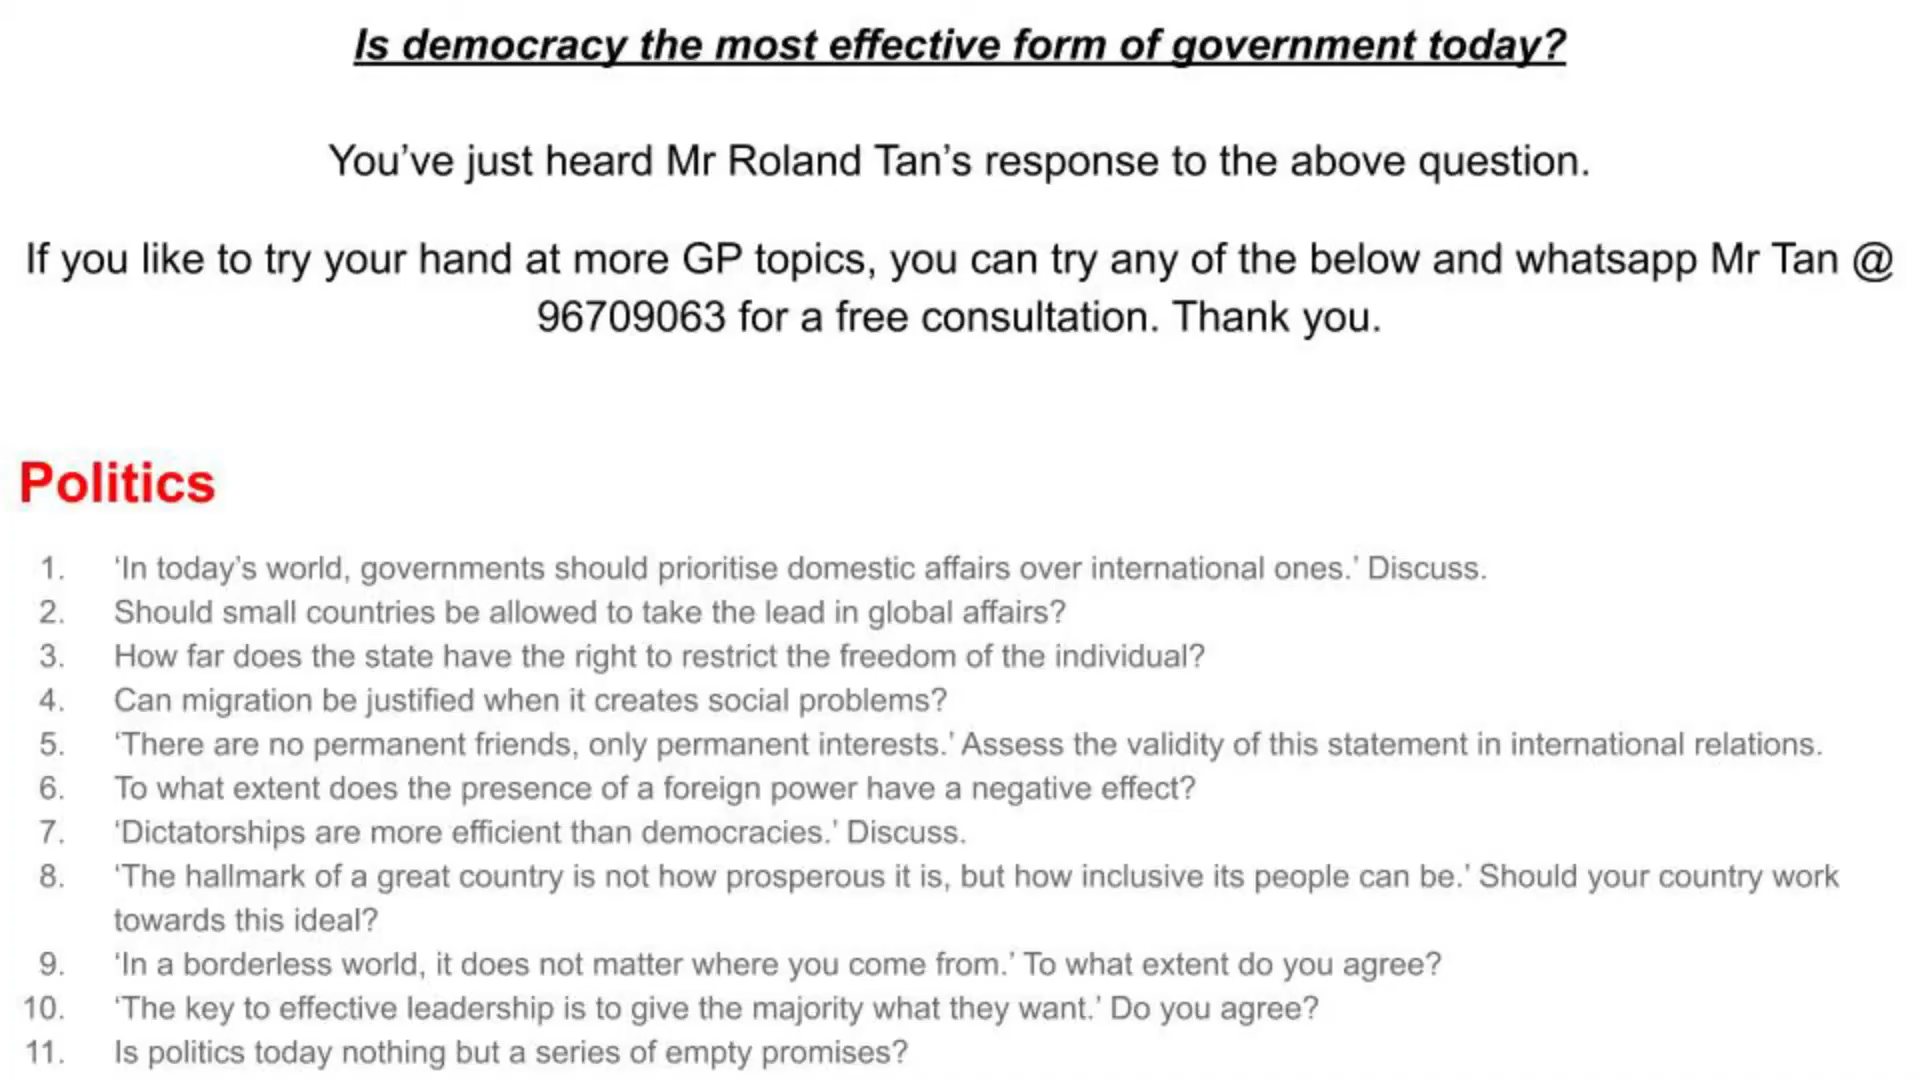 Is democracy the most effective form of government today?
You’ve just heard Mr Roland Tan’s response to the above question.
If you like to try your hand at more GP topics, you can try any of the below and whatsapp Mr Tan @
96709063 for a free consultation. Thank you.
Politics
1. ‘In today’s world, governments should prioritise domestic affairs over international ones.’ Discuss.
2. Should small countries be allowed to take the lead in global affairs?
3. How far does the state have the right to restrict the freedom of the individual?
4. Can migration be justified when it creates social problems?
5. ‘There are no permanent friends, only permanent interests.’ Assess the validity of this statement in international relations.
6. To what extent does the presence of a foreign power have a negative effect?
7. ‘Dictatorships are more efficient than democracies.’ Discuss.
8. ‘The hallmark of a great country is not how prosperous it is, but how inclusive its people can be.’ Should your country work
towards this ideal?
9. ‘In a borderless world, it does not matter where you come from.’ To what extent do you agree?
10. ‘The key to effective leadership is to give the majority what they want.’ Do you agree?
11. Is politics today nothing but a series of empty promises?